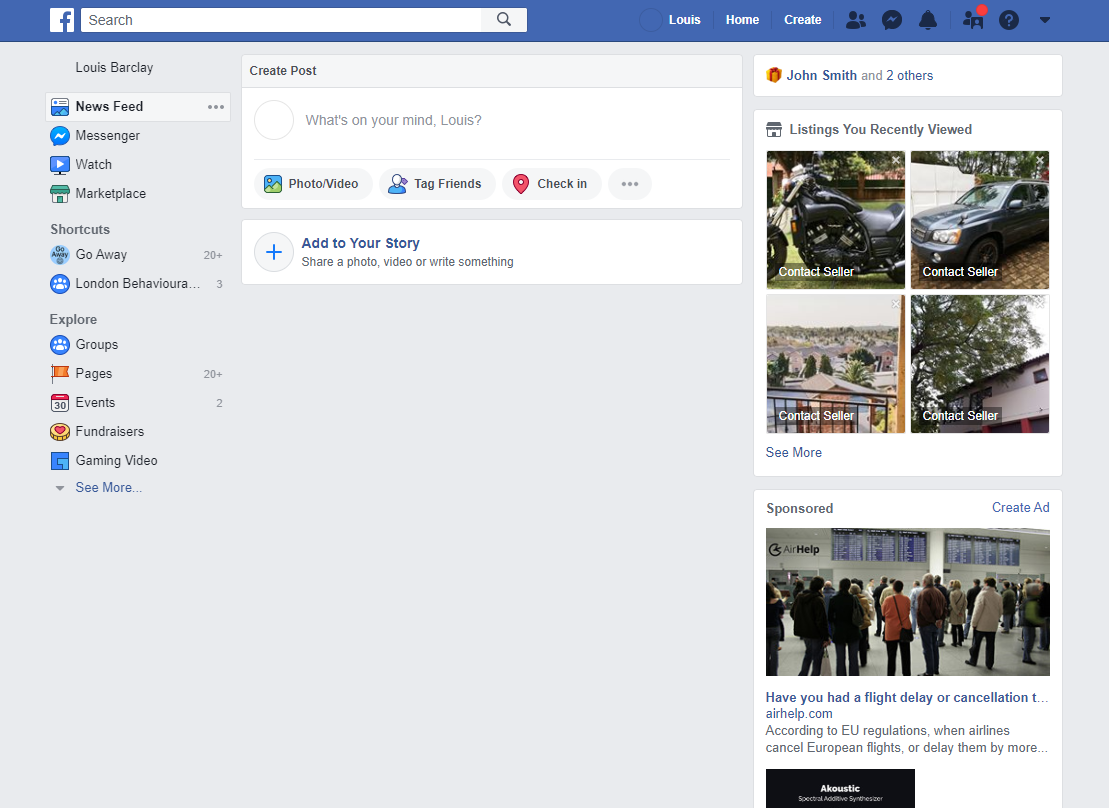 Search
Louis
Home
Create
Louis Barclay
News Feed
Messenger
Watch
Marketplace
Shortcuts
Go Away
Go Away 20+
London Behavioura... 3
Explore
Groups
Pages 20+
30
Events 2
Fundraisers
Gaming Video
See More...
Create Post
What's on your mind, Louis?
Photo/Video
Tag Friends
Check in
Add to Your Story
Share a photo, video or write something
John Smith and 2 others
Listings You Recently Viewed
Contact Seller
Contact Seller
Contact Seller
Contact Seller
See More
Sponsored
Create Ad
AirHelp
Have you had a flight delay or cancellation t...
airhelp.com
According to EU regulations, when airlines
cancel European flights, or delay them by more...
Akoustic
Spectral Additive Synthesizer